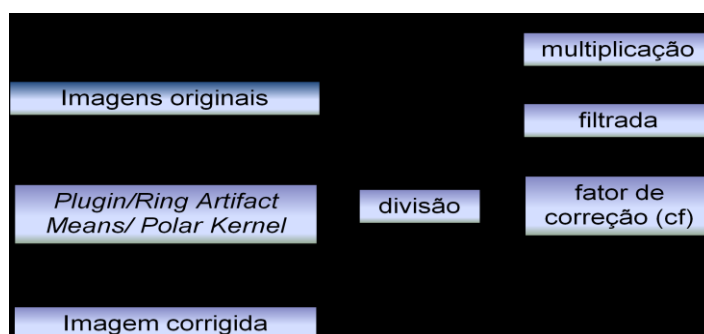 multiplicação
Imagens originais
filtrada
Plugin/Ring Artifact
Means/ Polar Kernel
divisão
fator de
correção (cf)
Imagem corrigida